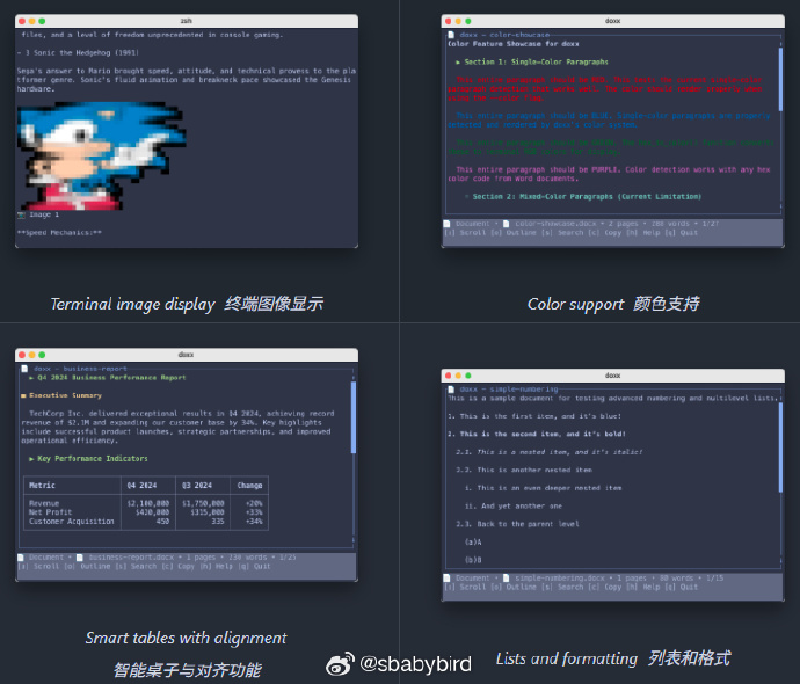 zsh
files, and a level of freedom unprecedented in console gaming.
Sonic the Hedgehog (1991)
Sega's answer to Mario brought speed, attitude, and technical prowess to the pla
tformer genre. Sonic's fluid animation and breakneck pace showcased the Genesis
hardware.
Image 1
**Speed Mechanics:**
Terminal image display 终端图像显示
doxx
doxx - color-showcase
Color Feature Showcase for doxx
▸ Section 1: Single-Color Paragraphs
This entire paragraph should be BLUE. Single-color paragraphs are properly
detected and rendered by doxx's color system.
This entire paragraph should be PURPLE. Color detection works with any hex
color code from Word documents.
Section 2: Mixed-Color Paragraphs (Current Limitation)
Document • color-showcase.docx • 2 pages
Scroll [o] Outline [s] Search [c] Copy [h] Help [q] Quit
Color support 颜色支持
doxx
doxx - business-report
▸ Q4 2024 Business Performance Report
■ Executive Summary
TechCorp Inc. delivered exceptional results in Q4 2024, achieving record
revenue of $2.1M and expanding our customer base by 34%. Key highlights
include successful product launches, strategic partnerships, and improved
operational efficiency.
▸ Key Performance Indicators
Metric Q4 2024 Q3 2024 Change
Revenue $2,100,000 $1,750,000 +20%
Net Profit $420,000 $315,000 +33%
Customer Acquisition 450 335 +34%
Document • business-report.docx • 1 pages
Scroll [o] Outline [s] Search [c] Copy [h] Help [q] Quit
Smart tables with alignment
智能桌子与对齐功能
doxx
doxx - simple-numbering
This is a sample document for testing advanced numbering and multilevel lists.
1. This is the first item, and it's blue!
2. This is the second item, and it's bold!
2.1. This is a nested item, and it's italic!
2.2. This is another nested item
i. This is an even deeper nested item
ii. And yet another one
2.3. Back to the parent level
(a)A
(b)B
Document • simple-numbering.docx • 1 pages • 80 words • 1/15
Scroll [o] Outline [s] Search [c] Copy [h] Help [q] Quit
Lists and formatting 列表和格式
@sbabybird